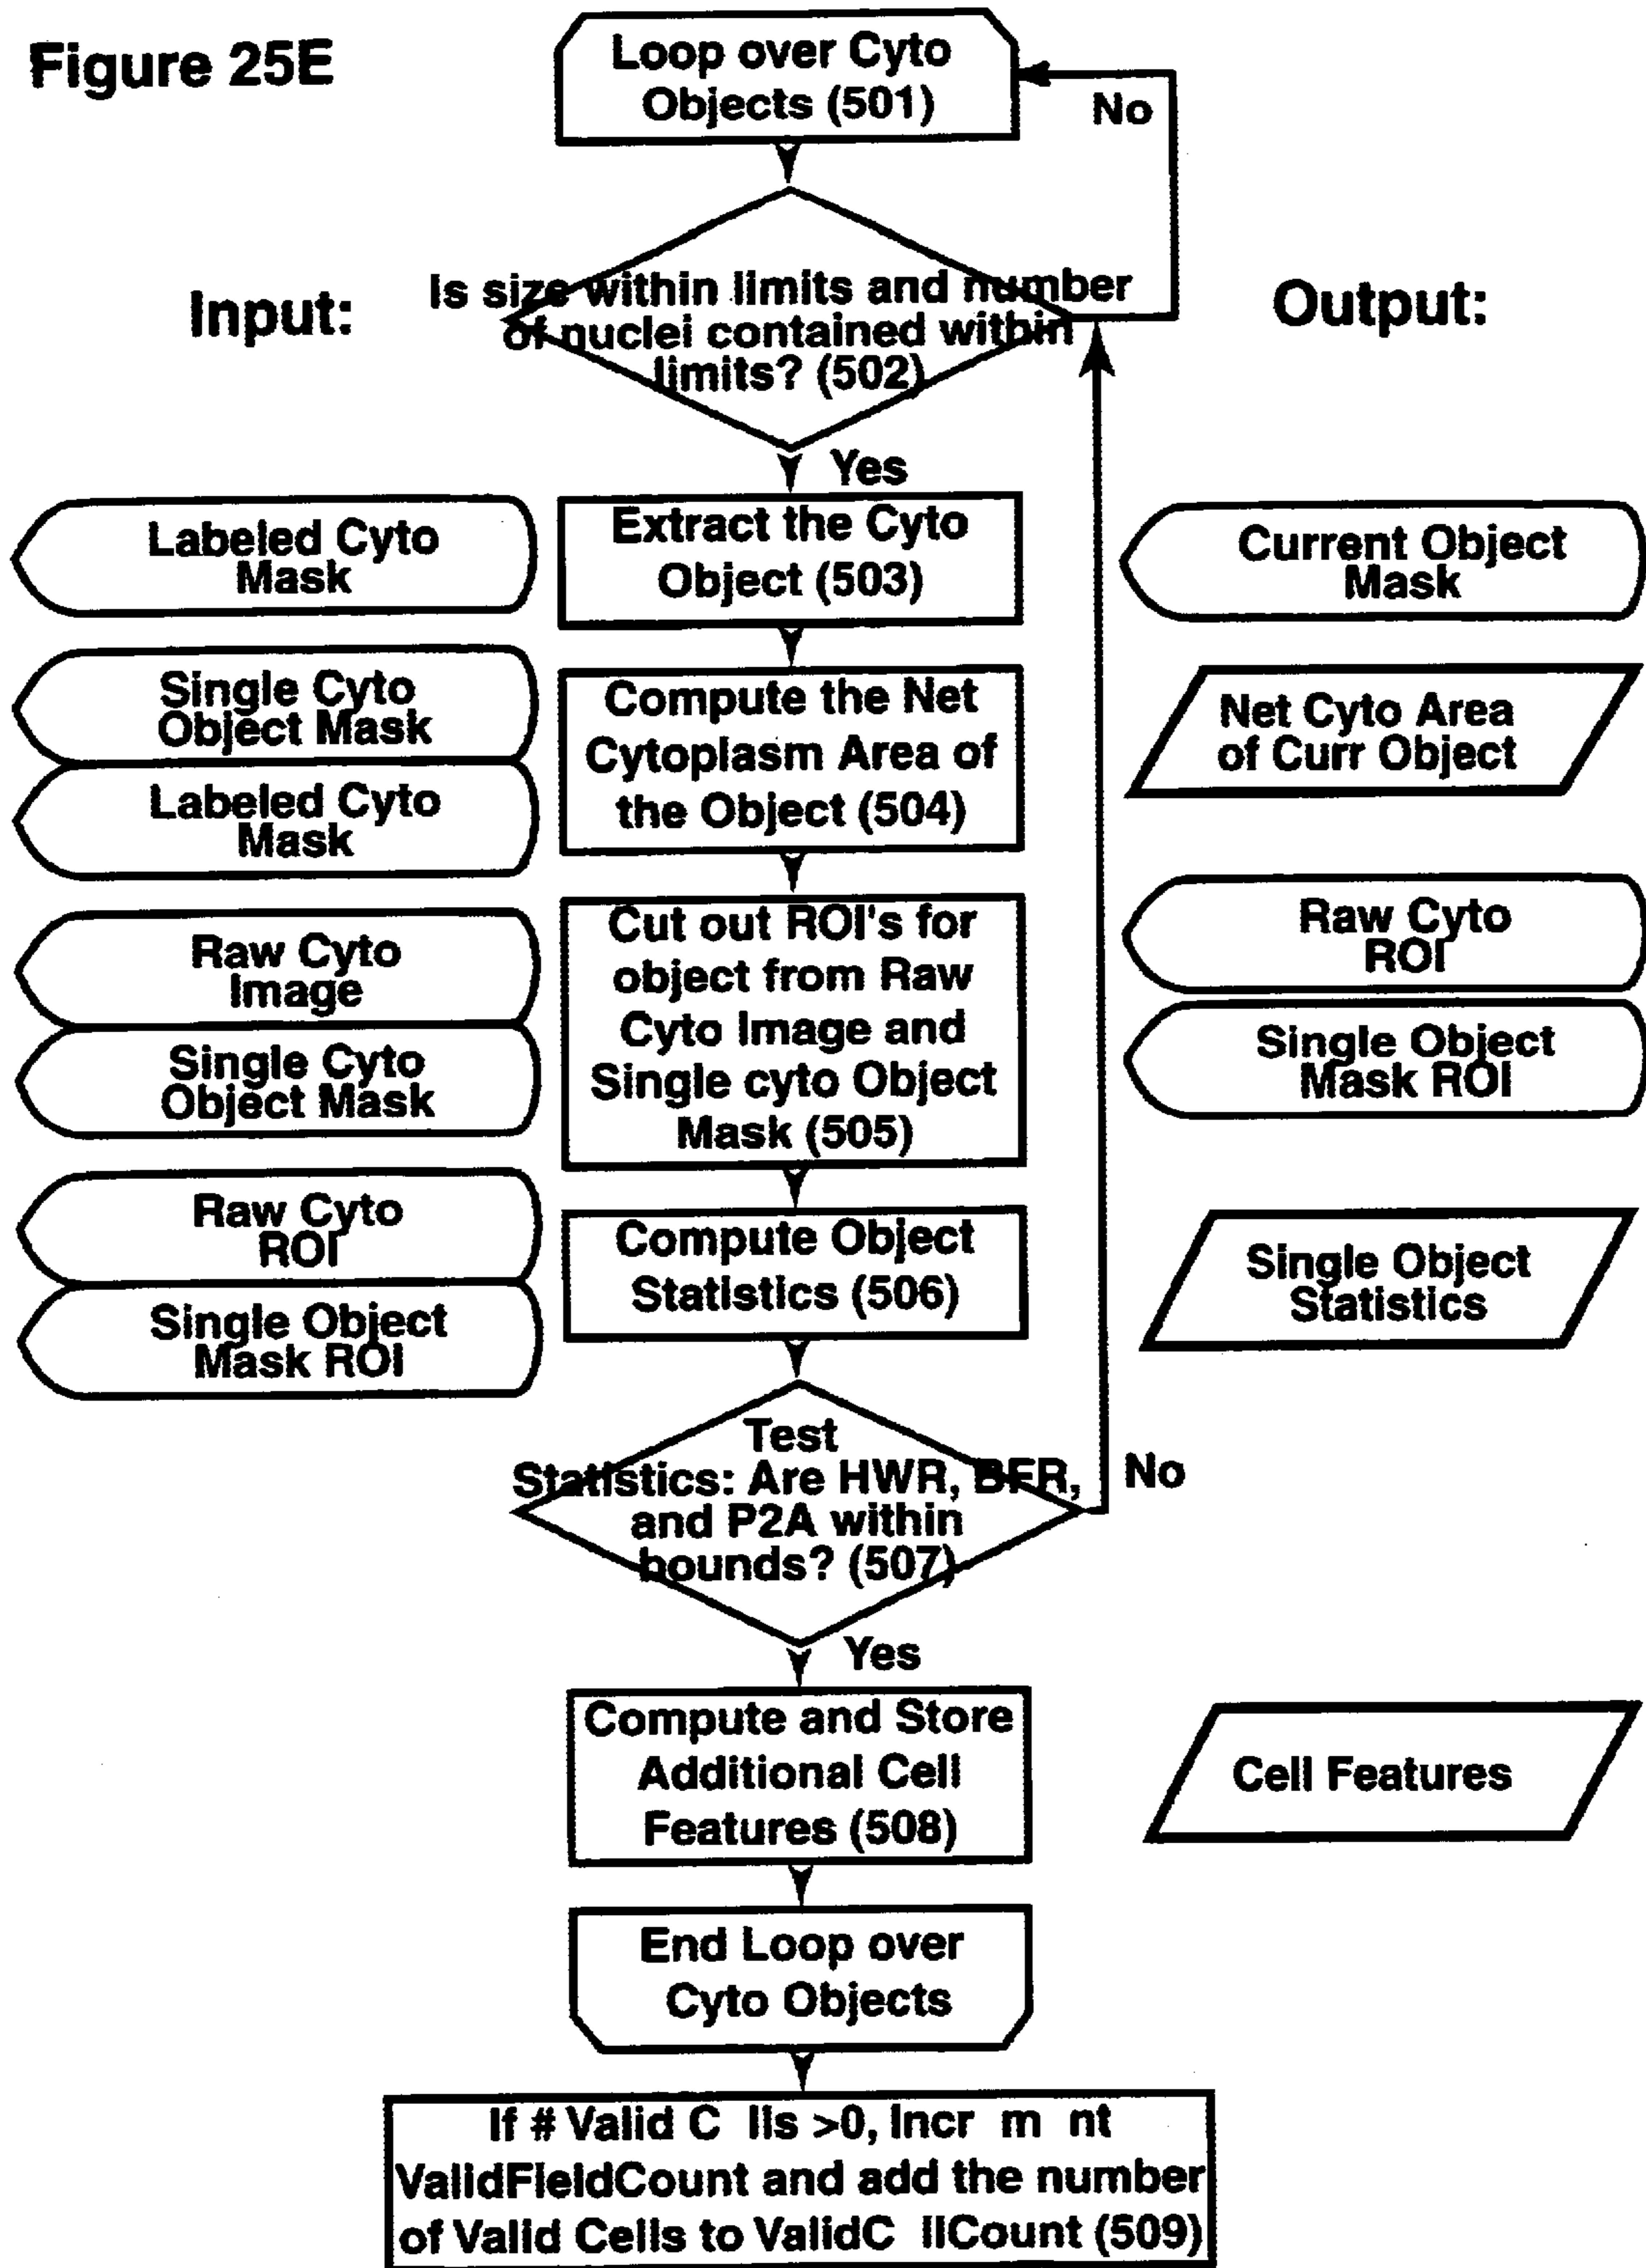 Figure 25E
Loop over Cyto
Objects (501)
No
Input:
Is size within limits and number
of nuclei contained within
limits? (502)
Output:
Yes
Labeled Cyto
Mask
Extract the Cyto
Object (503)
Current Object
Mask
Single Cyto
Object Mask
Labeled Cyto
Mask
Compute the Net
Cytoplasm Area of
the Object (504)
Net Cyto Area
of Curr Object
Raw Cyto
Image
Single Cyto
Object Mask
Cut out ROI's for
object from Raw
Cyto Image and
Single cyto Object
Mask (505)
Raw Cyto
ROI
Single Object
Mask ROI
Raw Cyto
ROI
Single Object
Mask ROI
Compute Object
Statistics (506)
Single Object
Statistics
Test
Statistics: Are HWR, BFR,
and P2A within
bounds? (507)
No
Yes
Compute and Store
Additional Cell
Features (508)
Cell Features
End Loop over
Cyto Objects
If # Valid C lls >0, Incr m nt
ValidFieldCount and add the number
of Valid Cells to ValidC llCount (509)